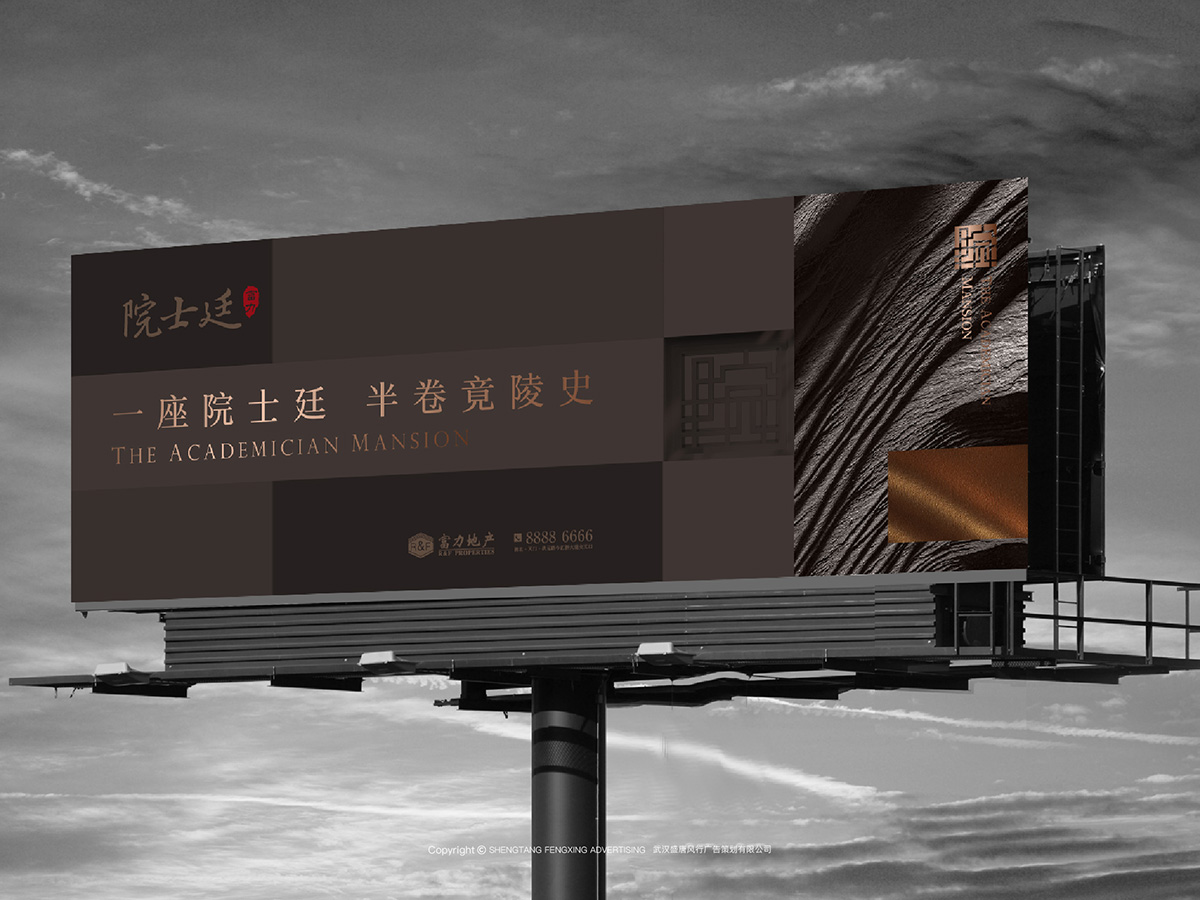 院士廷
富力
一座院士廷 半卷竟陵史
THE ACADEMICIAN MANSION
R&F
富力地产
R&F PROPERTIES
8888 6666
THE ACADEMICIAN
MANSION
Copyright © SHENGTANG FENGXING ADVERTISING 武汉盛唐风行广告策划有限公司